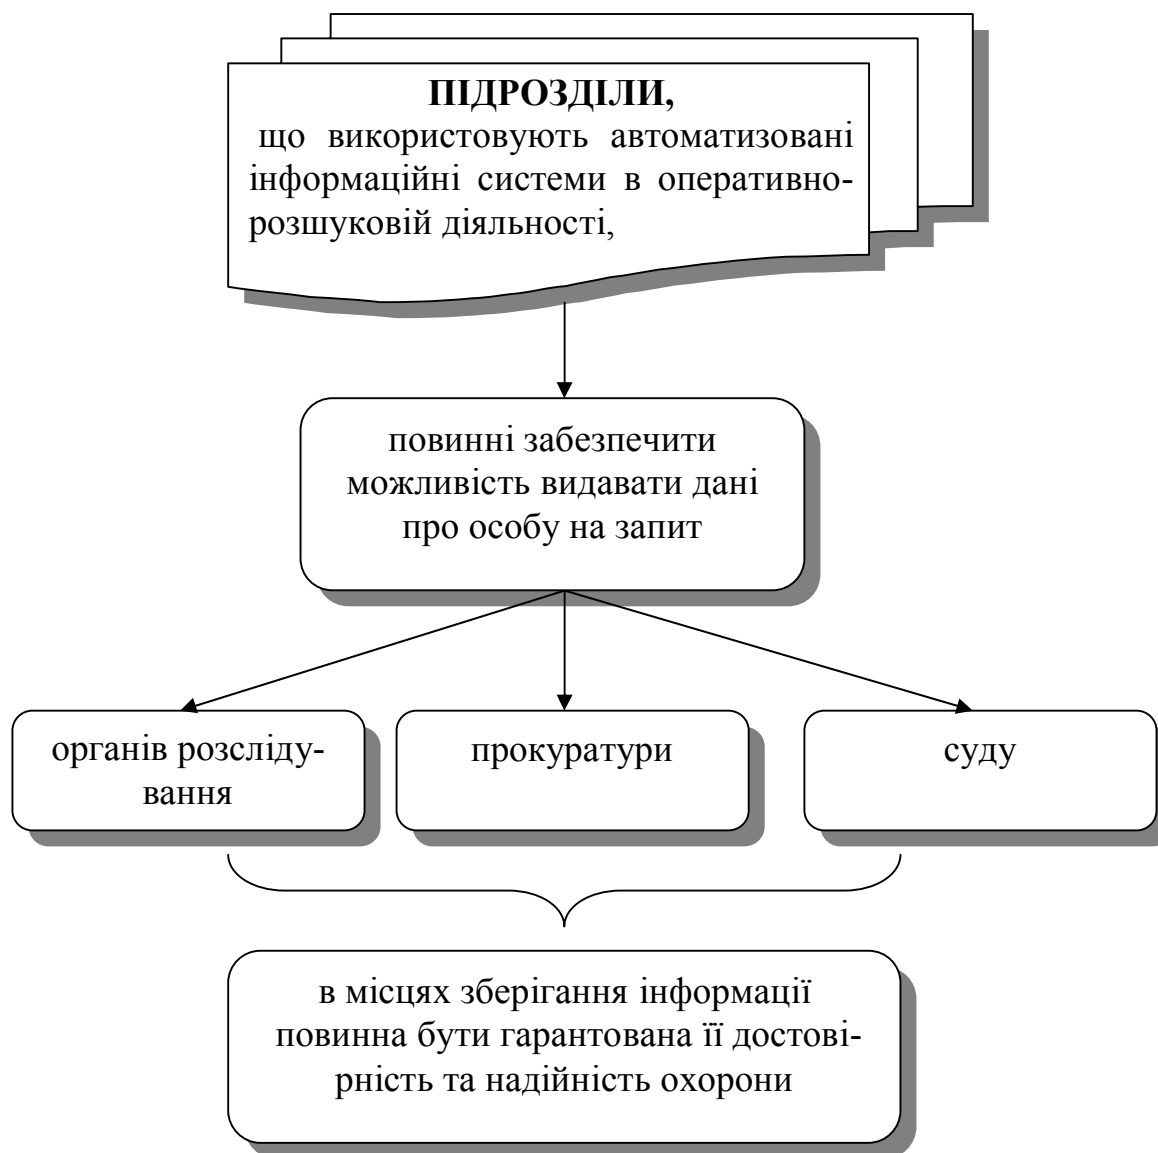 ПІДРОЗДІЛИ,
що використовують автоматизовані
інформаційні системи в оперативно-
розшуковій діяльності,
повинні забезпечити
можливість видавати дані
про особу на запит
органів розсліду-
вання
прокуратури
суду
в місцях зберігання інформації
повинна бути гарантована її достові-
рність та надійність охорони